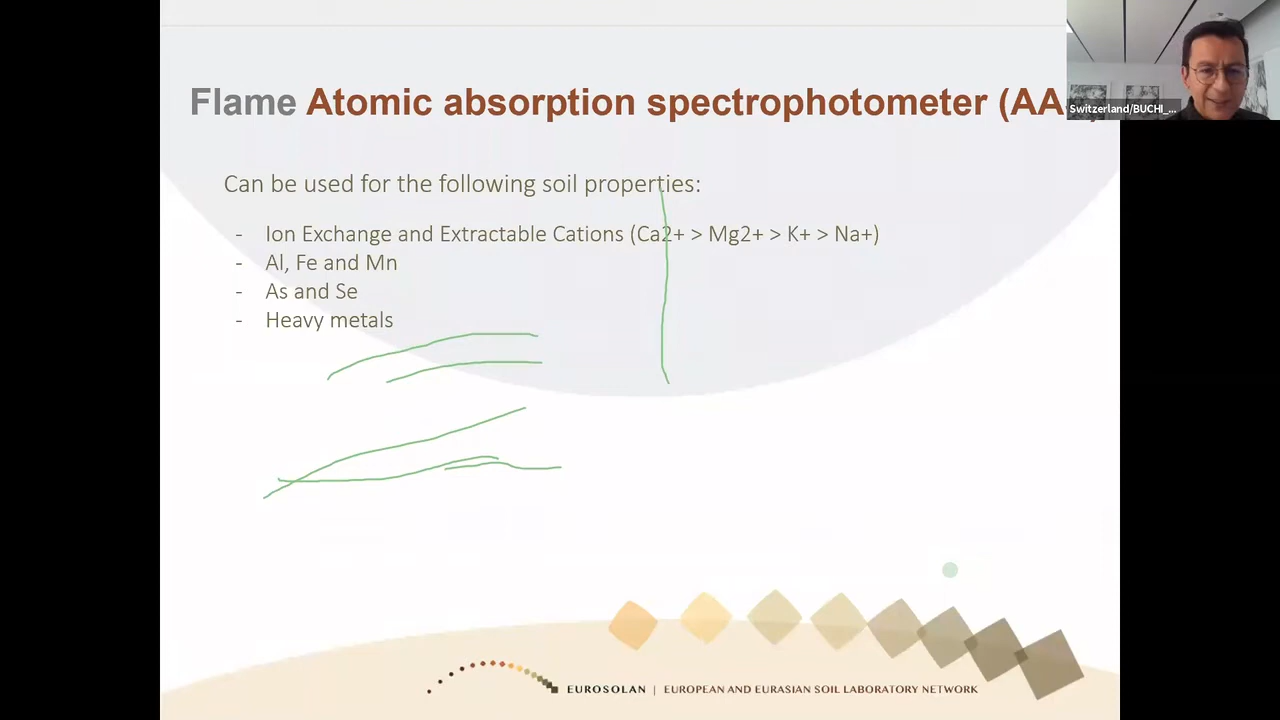 Flame Atomic absorption spectrophotometer (AA
Switzerland/BUCHI_...
Can be used for the following soil properties:
- Ion Exchange and Extractable Cations (Ca2+ > Mg2+ > K+ > Na+)
- Al, Fe and Mn
- As and Se
- Heavy metals
EUROSOLAN | EUROPEAN AND EURASIAN SOIL LABORATORY NETWORK